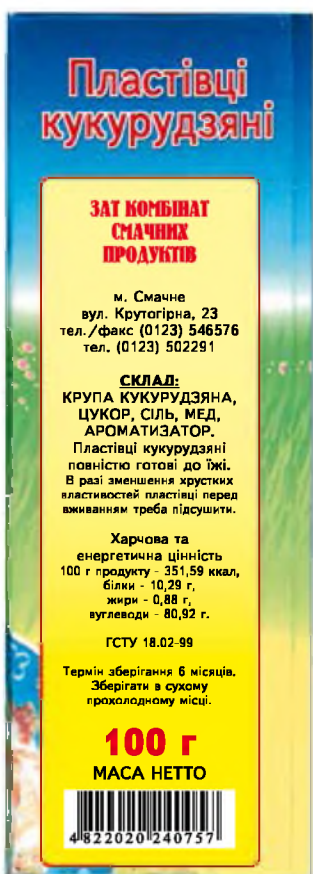 Пластівці
кукурудзяні
ЗАТ КОМБІНАТ
СМАЧНИХ
ПРОДУКТІВ
м. Смачне
вул. Крутогірна, 23
тел./факс (0123) 546576
тел. (0123) 502291
СКЛАД:
КРУПА КУКУРУДЗЯНА,
ЦУКОР, СІЛЬ, МЕД,
АРОМАТИЗАТОР.
Пластівці кукурудзяні
повністю готові до їжі.
В разі зменшення хрустких
властивостей пластівці перед
вживанням треба підсушити.
Харчова та
енергетична цінність
100 г продукту - 351,59 ккал,
білки - 10,29 г,
жири - 0,88 г,
вуглеводи - 80,92 г.
ГСТУ 18.02-99
Термін зберігання 6 місяців.
Зберігати в сухому
прохолодному місці.
100 г
МАСА НЕТТО
4 822020 240757